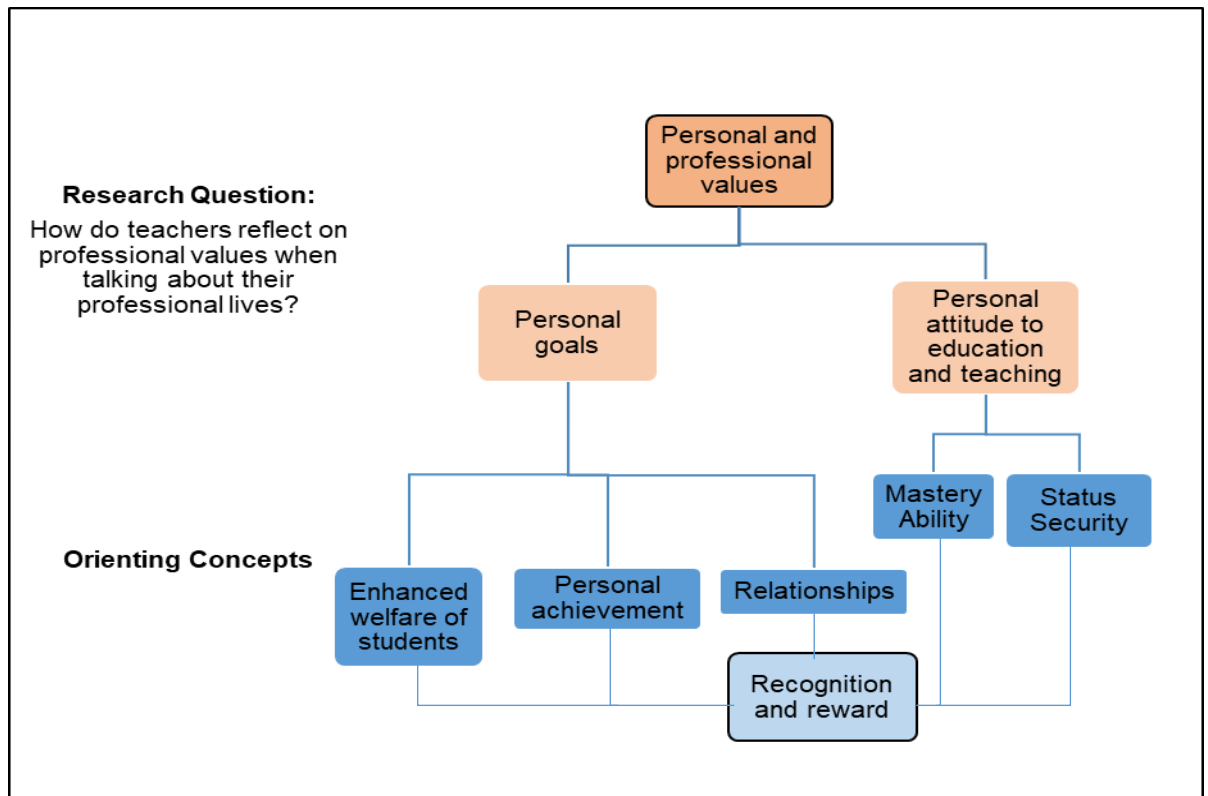 Personal and
professional
values
Research Question:
How do teachers reflect on
professional values when
talking about their
professional lives?
Personal
goals
Personal
attitude to
education
and teaching
Mastery
Ability
Status
Security
Orienting Concepts
Enhanced
welfare of
students
Personal
achievement
Relationships
Recognition
and reward